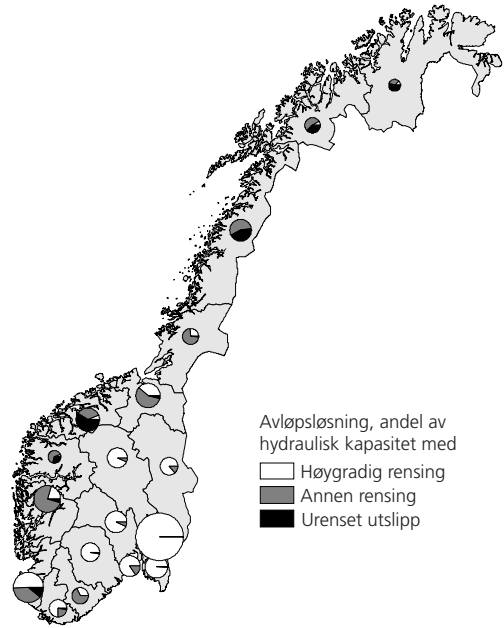 Avløpsløsning, andel av
hydraulisk kapasitet med
Høygradig rensing
Annen rensing
Urenset utslipp